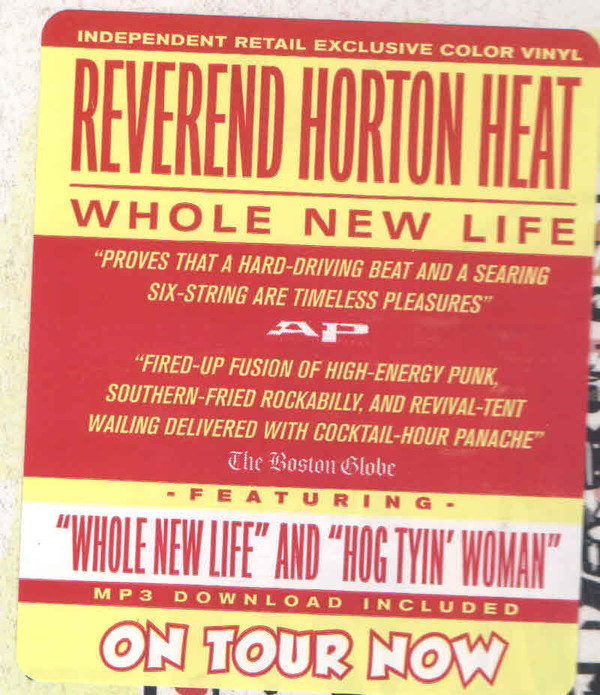 INDEPENDENT RETAIL EXCLUSIVE COLOR VINYL
REVEREND HORTON HEAT
WHOLE NEW LIFE
"PROVES THAT A HARD-DRIVING BEAT AND A SEARING
SIX-STRING ARE TIMELESS PLEASURES"
AP
"FIRED-UP FUSION OF HIGH-ENERGY PUNK,
SOUTHERN-FRIED ROCKABILLY, AND REVIVAL-TENT
WAILING DELIVERED WITH COCKTAIL-HOUR PANACHE"
The Boston Globe
-FEATURING-
"WHOLE NEW LIFE" AND "HOG TYIN' WOMAN"
MP3 DOWNLOAD INCLUDED
ON TOUR NOW